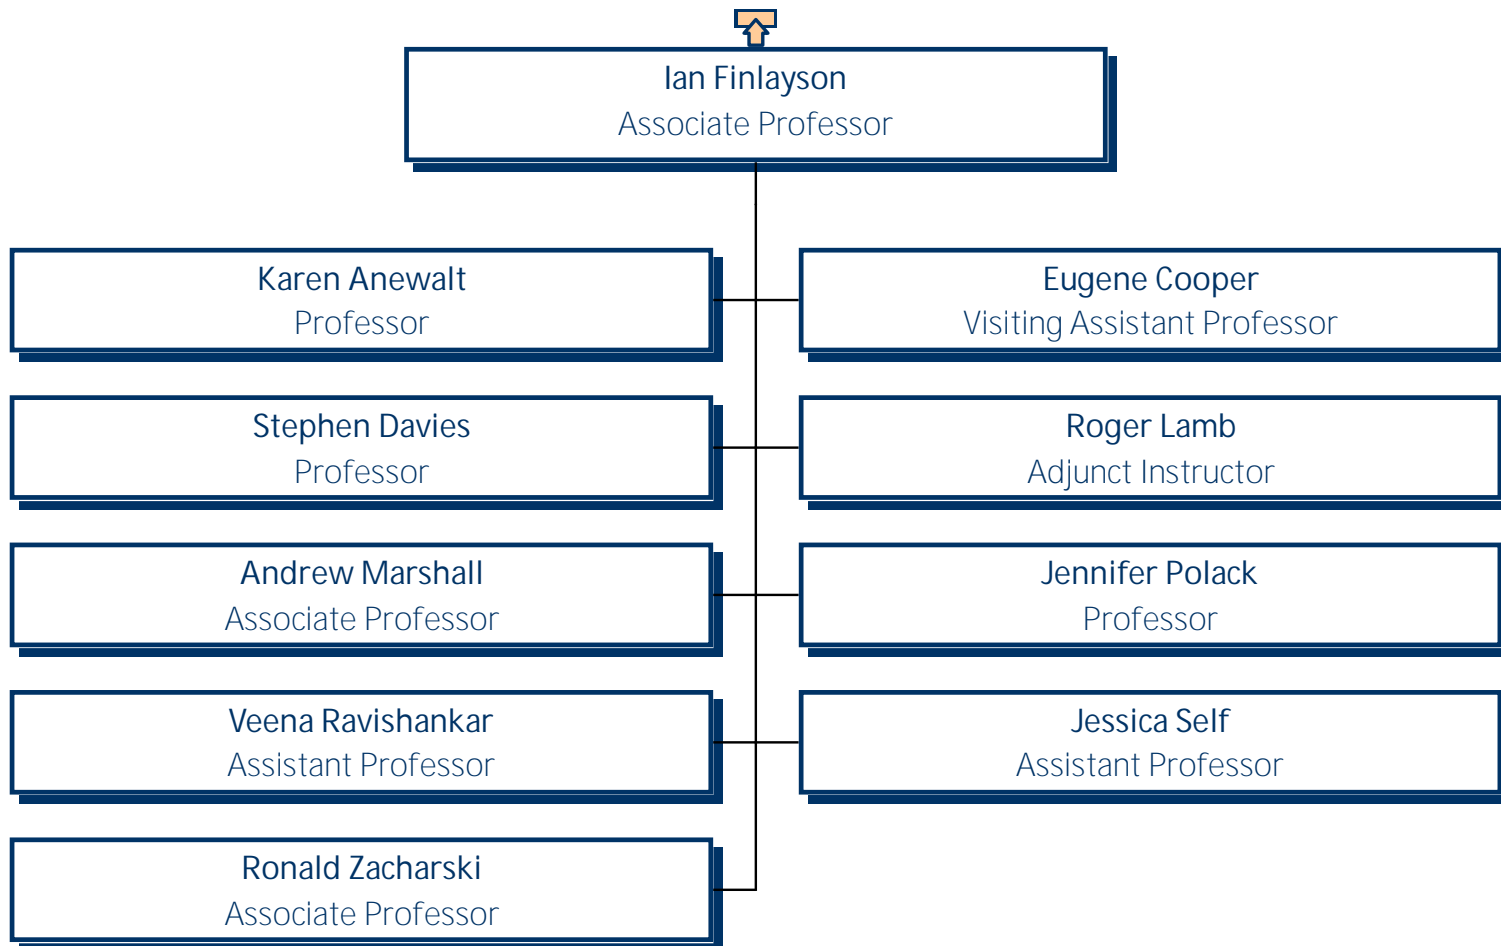 Ian Finlayson
Associate Professor
Karen Anewalt
Professor
Eugene Cooper
Visiting Assistant Professor
Stephen Davies
Professor
Roger Lamb
Adjunct Instructor
Andrew Marshall
Associate Professor
Jennifer Polack
Professor
Veena Ravishankar
Assistant Professor
Jessica Self
Assistant Professor
Ronald Zacharski
Associate Professor